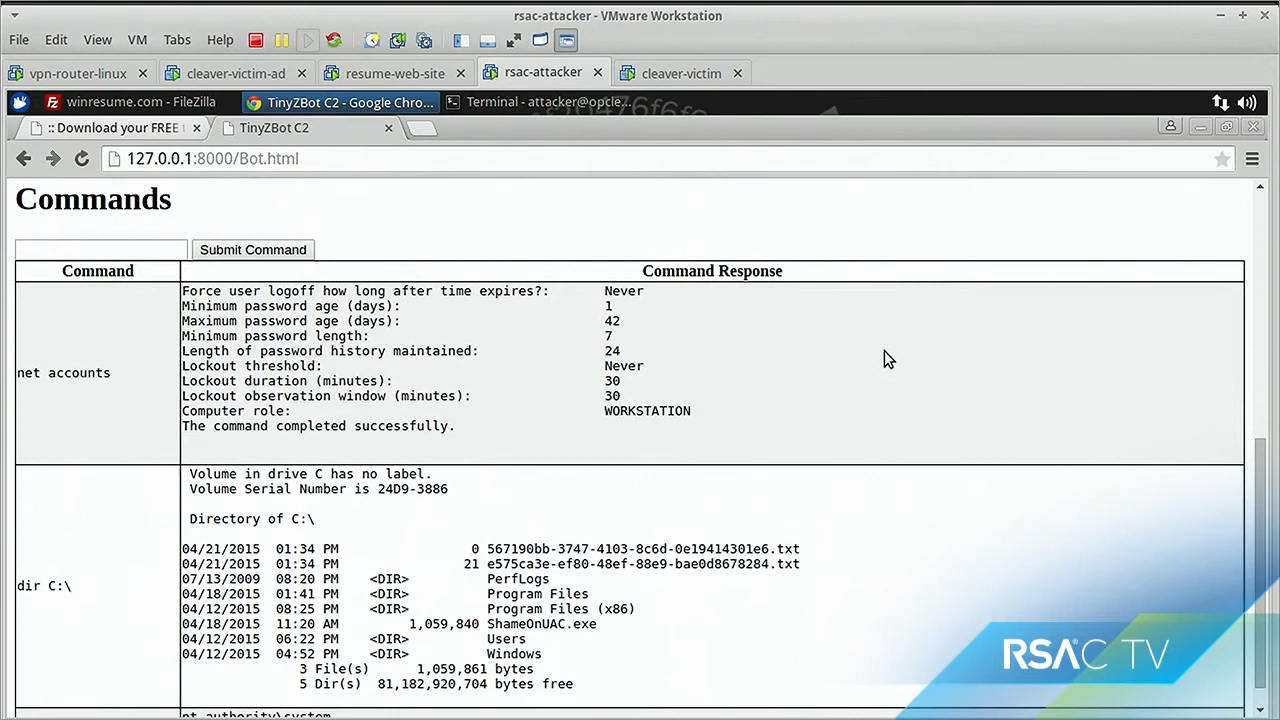 rsac-attacker - VMware Workstation
File Edit View VM Tabs Help
vpn-router-linux cleaver-victim-ad resume-web-site rsac-attacker cleaver-victim
winresume.com - FileZilla TinyZBot C2 - Google Chro... Terminal - attacker@opcle...
:: Download your FREE TinyZBot C2
127.0.0.1:8000/Bot.html
Commands
Submit Command
Command Command Response
Force user logoff how long after time expires?: Never
Minimum password age (days): 1
Maximum password age (days): 42
Minimum password length: 7
Length of password history maintained: 24
Lockout threshold: Never
net accounts
Lockout duration (minutes): 30
Lockout observation window (minutes): 30
Computer role: WORKSTATION
The command completed successfully.
Volume in drive C has no label.
Volume Serial Number is 24D9-3886
Directory of C:\
04/21/2015 01:34 PM 0 567190bb-3747-4103-8c6d-0e19414301e6.txt
04/21/2015 01:34 PM 21 e575ca3e-ef80-48ef-88e9-bae0d8678284.txt
07/13/2009 08:20 PM <DIR> PerfLogs
dir C:\
04/18/2015 01:41 PM <DIR> Program Files
04/12/2015 08:25 PM <DIR> Program Files (x86)
04/18/2015 11:20 AM 1,059,840 ShameOnUAC.exe
04/12/2015 06:22 PM <DIR> Users
04/12/2015 04:52 PM <DIR> Windows
3 File(s) 1,059,861 bytes
5 Dir(s) 81,182,920,704 bytes free
nt authority\system
RSAC TV